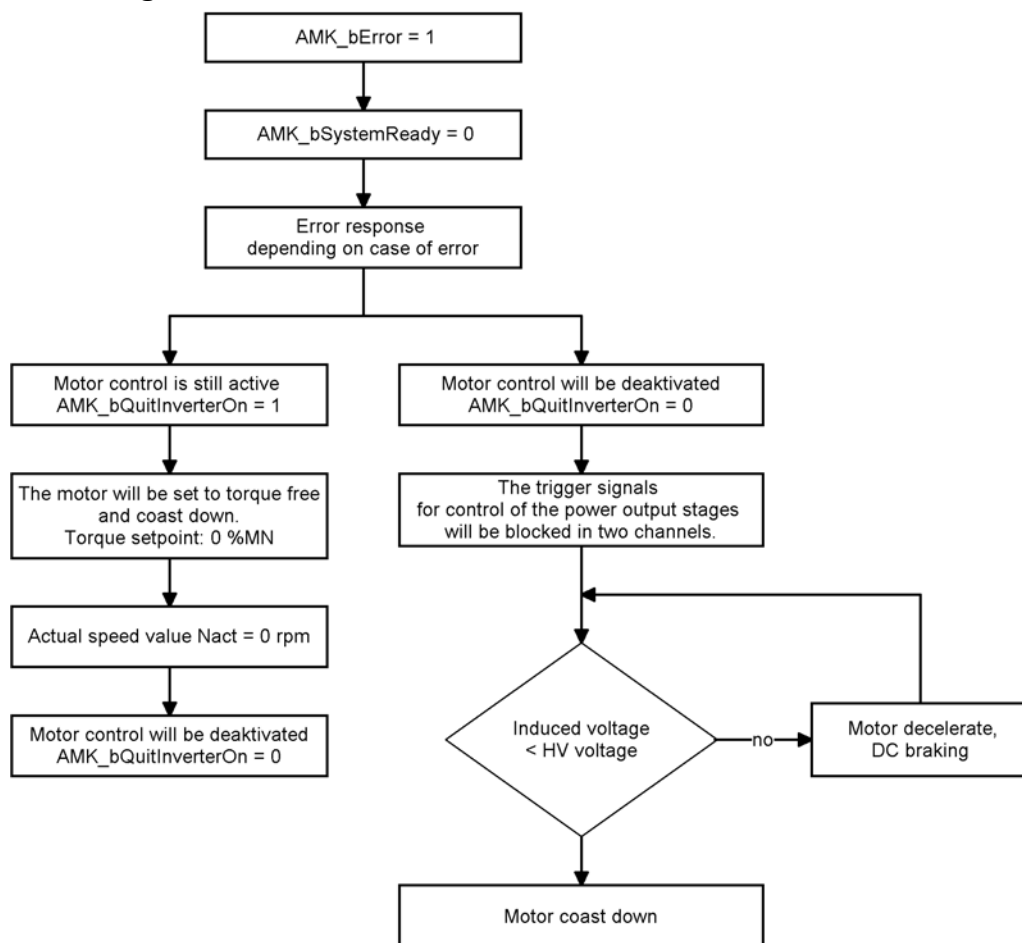 AMK_bError = 1
AMK_bSystemReady = 0
Error response
depending on case of error
Motor control is still active
AMK_bQuitInverterOn = 1
The motor will be set to torque free
and coast down.
Torque setpoint: 0 %MN
Actual speed value Nact = 0 rpm
Motor control will be deaktivated
AMK_bQuitInverterOn = 0
Motor control will be deaktivated
AMK_bQuitInverterOn = 0
The trigger signals
for control of the power output stages
will be blocked in two channels.
Induced voltage
< HV voltage
no
Motor decelerate,
DC braking
Motor coast down